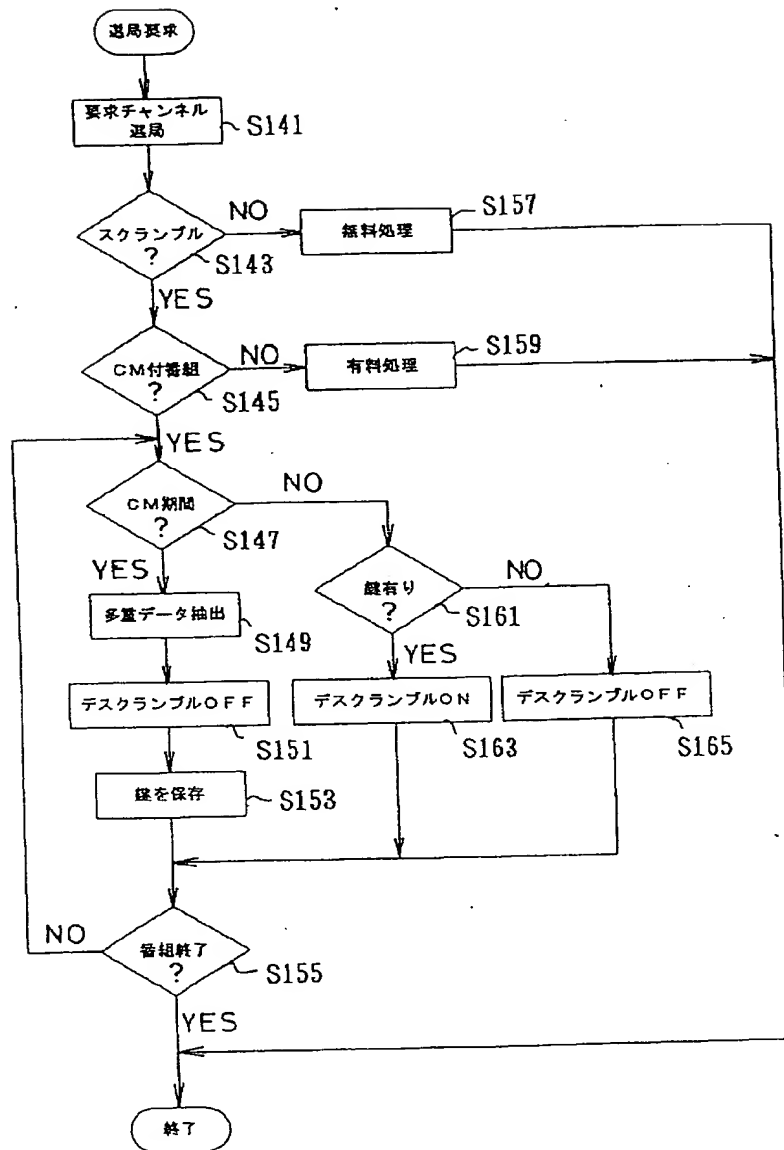 選局要求
要求チャンネル
選局
S141
スクランブル
?
S143
NO
無料処理
S157
YES
CM付番組
?
S145
NO
有料処理
S159
YES
CM期間
?
S147
NO
YES
多重データ抽出
S149
鍵有り
?
S161
NO
YES
デスクランブルOFF
S151
デスクランブルON
S163
デスクランブルOFF
S165
鍵を保存
S153
番組終了
?
S155
NO
YES
終了